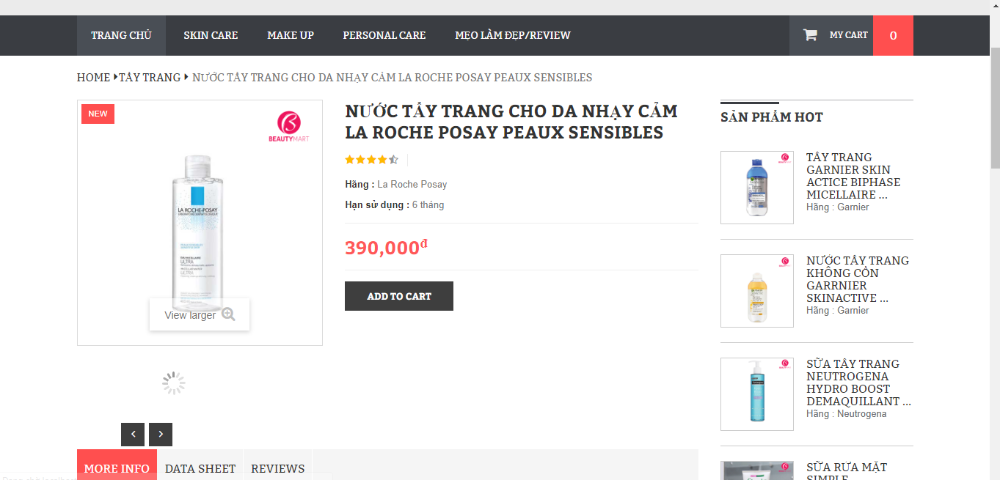 TRANG CHỦ
SKIN CARE
MAKE UP
PERSONAL CARE
MẸO LÀM ĐẸP/REVIEW
MY CART
0
HOME
TẨY TRANG
NƯỚC TẨY TRANG CHO DA NHẠY CẢM LA ROCHE POSAY PEAUX SENSIBLES
NEW
BEAUTYMART
LA ROCHE-POSAY
ULTRA
ULTRA
View larger
NƯỚC TẨY TRANG CHO DA NHẠY CẢM
LA ROCHE POSAY PEAUX SENSIBLES
Hãng : La Roche Posay
Hạn sử dụng : 6 tháng
390,000đ
ADD TO CART
MORE INFO
DATA SHEET
REVIEWS
SẢN PHẨM HOT
TẨY TRANG
GARNIER SKIN
ACTICE BIPHASE
MICELLAIRE ...
Hãng : Garnier
NƯỚC TẨY TRANG
KHÔNG CỒN
GARRNIER
SKINACTIVE ...
Hãng : Garnier
SỮA TẨY TRANG
NEUTROGENA
HYDRO BOOST
DEMAQUILLANT ...
Hãng : Neutrogena
SỮA RỬA MẶT
SIMPLE